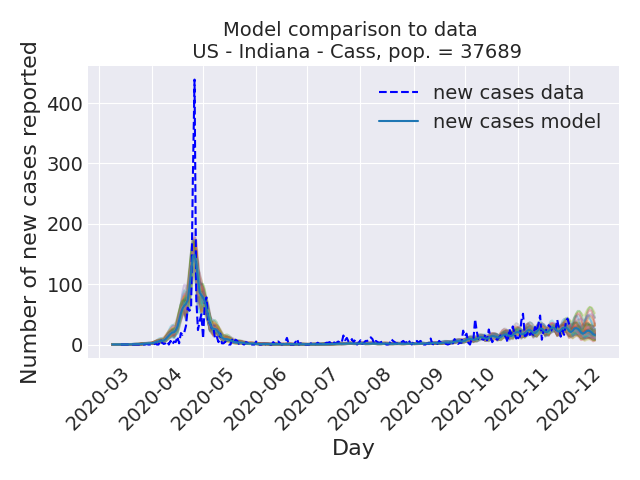 Model comparison to data
US - Indiana - Cass, pop. = 37689
Number of new cases reported
400
300
200
100
0
new cases data
new cases model
2020-03
2020-04
2020-05
2020-06
2020-07
2020-08
2020-09
2020-10
2020-11
2020-12
Day